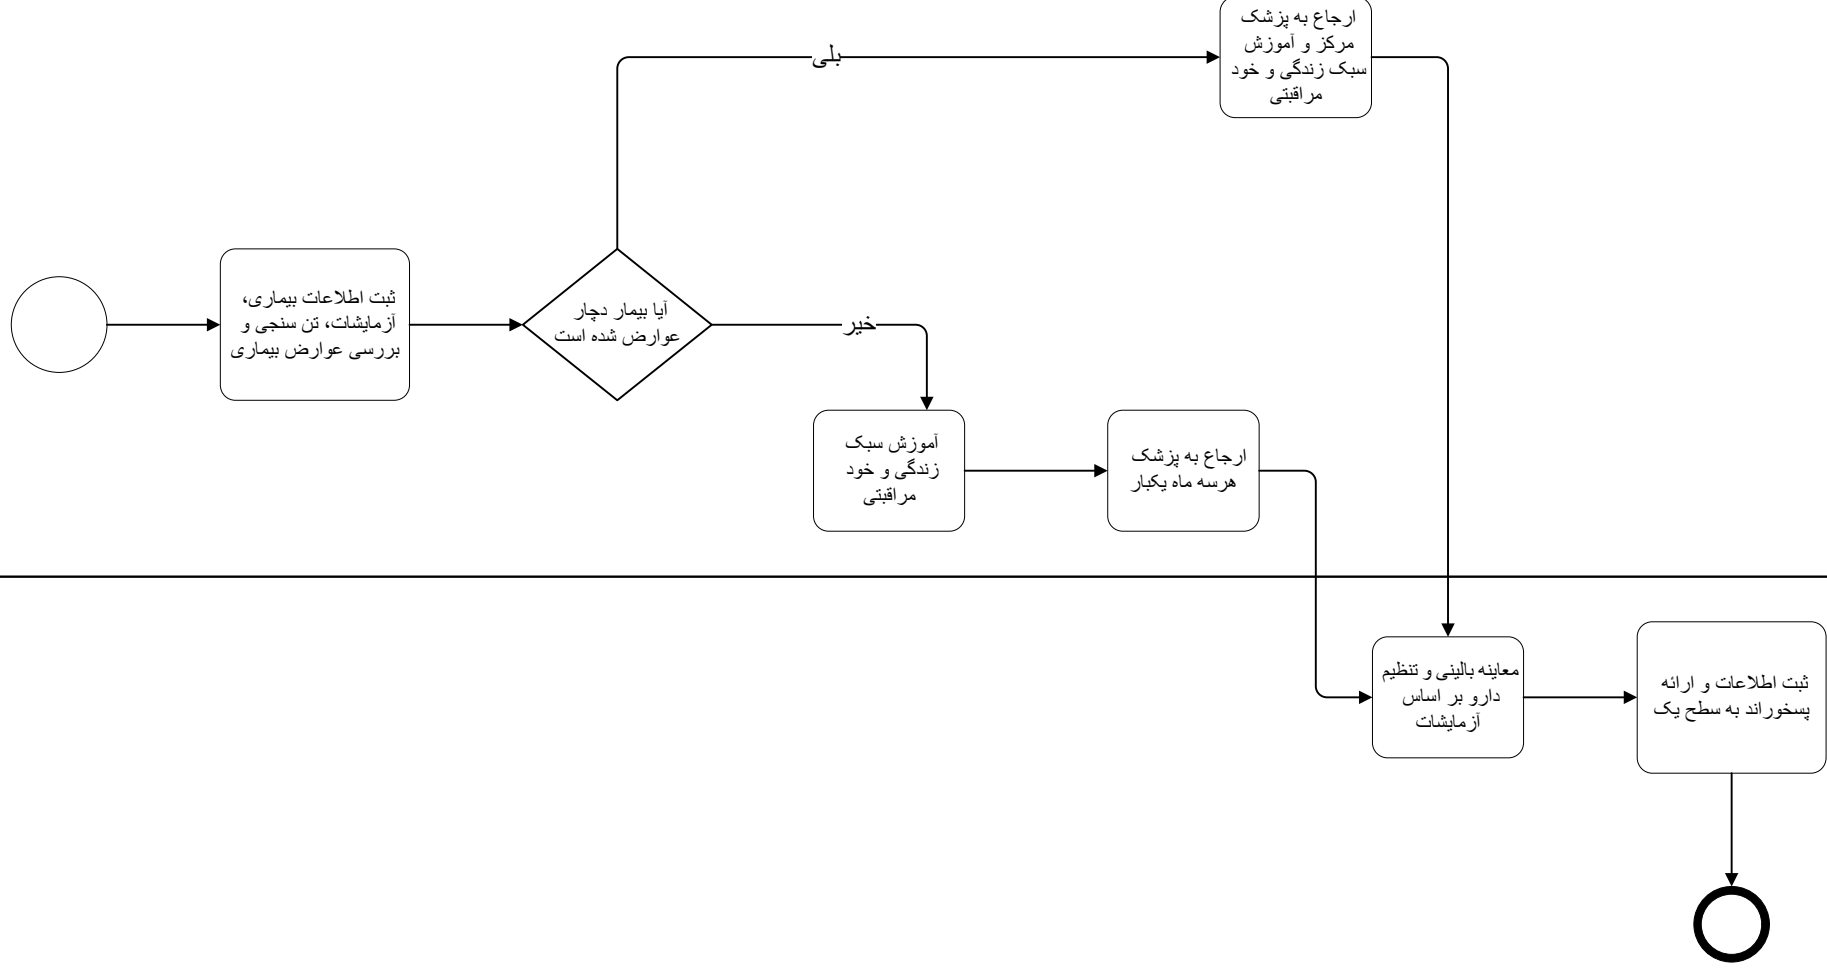 ارجاع به پزشک
مرکز و آموزش
سبک زندگی و خود
مراقبتی
بلی
ثبت اطلاعات بیماری،
آزمایشات، تن سنجی و
بررسی عوارض بیماری
آیا بیمار دچار
عوارض شده است
خیر
آموزش سبک
زندگی و خود
مراقبتی
ارجاع به پزشک
هرسه ماه یکبار
معاینه بالینی و تنظیم
دارو بر اساس
آزمایشات
ثبت اطلاعات و ارائه
پسخوراند به سطح یک